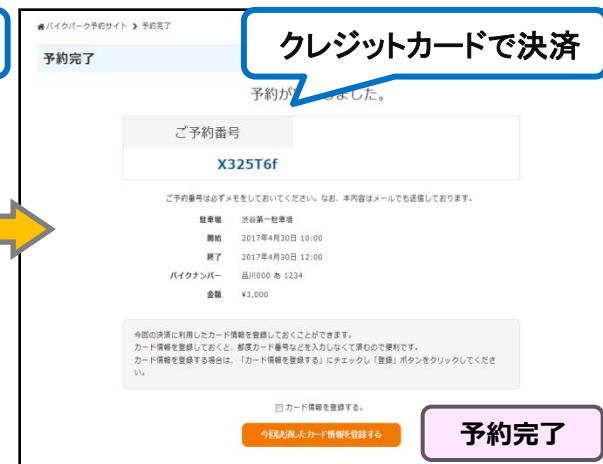 バイクパーク予約サイト > 予約完了
クレジットカードで決済
予約完了
予約が しました。
ご予約番号
X325T6f
ご予約番号は必ずメモをしておいてください。なお、本内容はメールでも送信しております。
駐車場 渋谷第一駐車場
開始 2017年4月30日 10:00
終了 2017年4月30日 12:00
バイクナンバー 品川000 あ 1234
金額 ¥3,000
今回の決済に利用したカード情報を登録しておくことができます。
カード情報を登録しておくと、都度カード番号などを入力しなくて済むので便利です。
カード情報を登録する場合は、「カード情報を登録する」にチェックし「登録」ボタンをクリックしてくださ
い。
カード情報を登録する。
今回決済したカード情報を登録する
予約完了